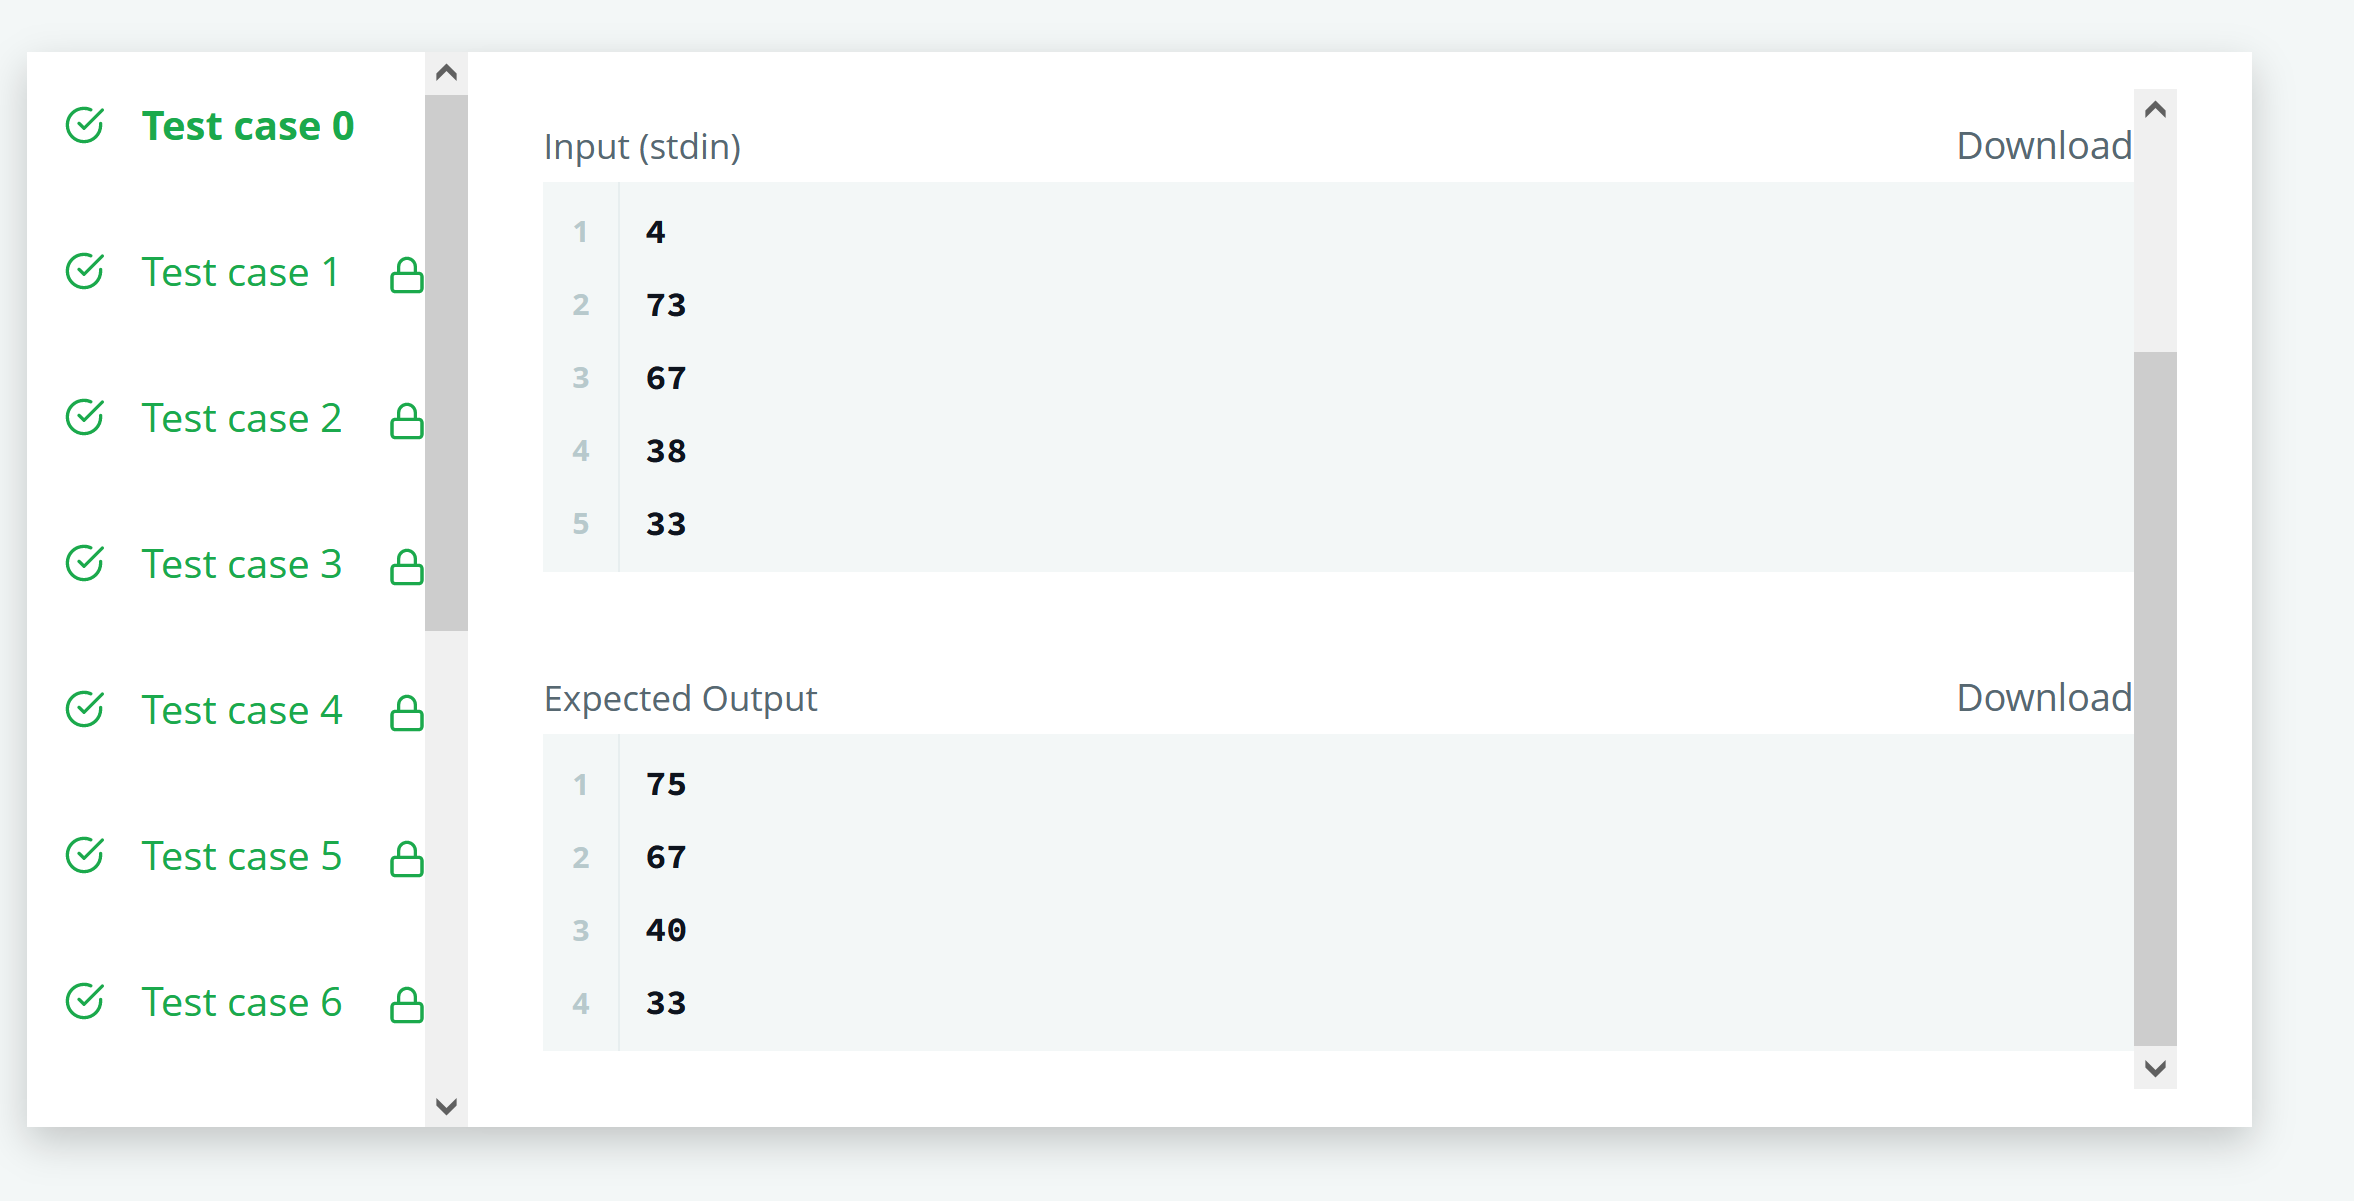 Test case 0
Test case 1
Test case 2
Test case 3
Test case 4
Test case 5
Test case 6
Input (stdin)
Download
1 4
2 73
3 67
4 38
5 33
Expected Output
Download
1 75
2 67
3 40
4 33